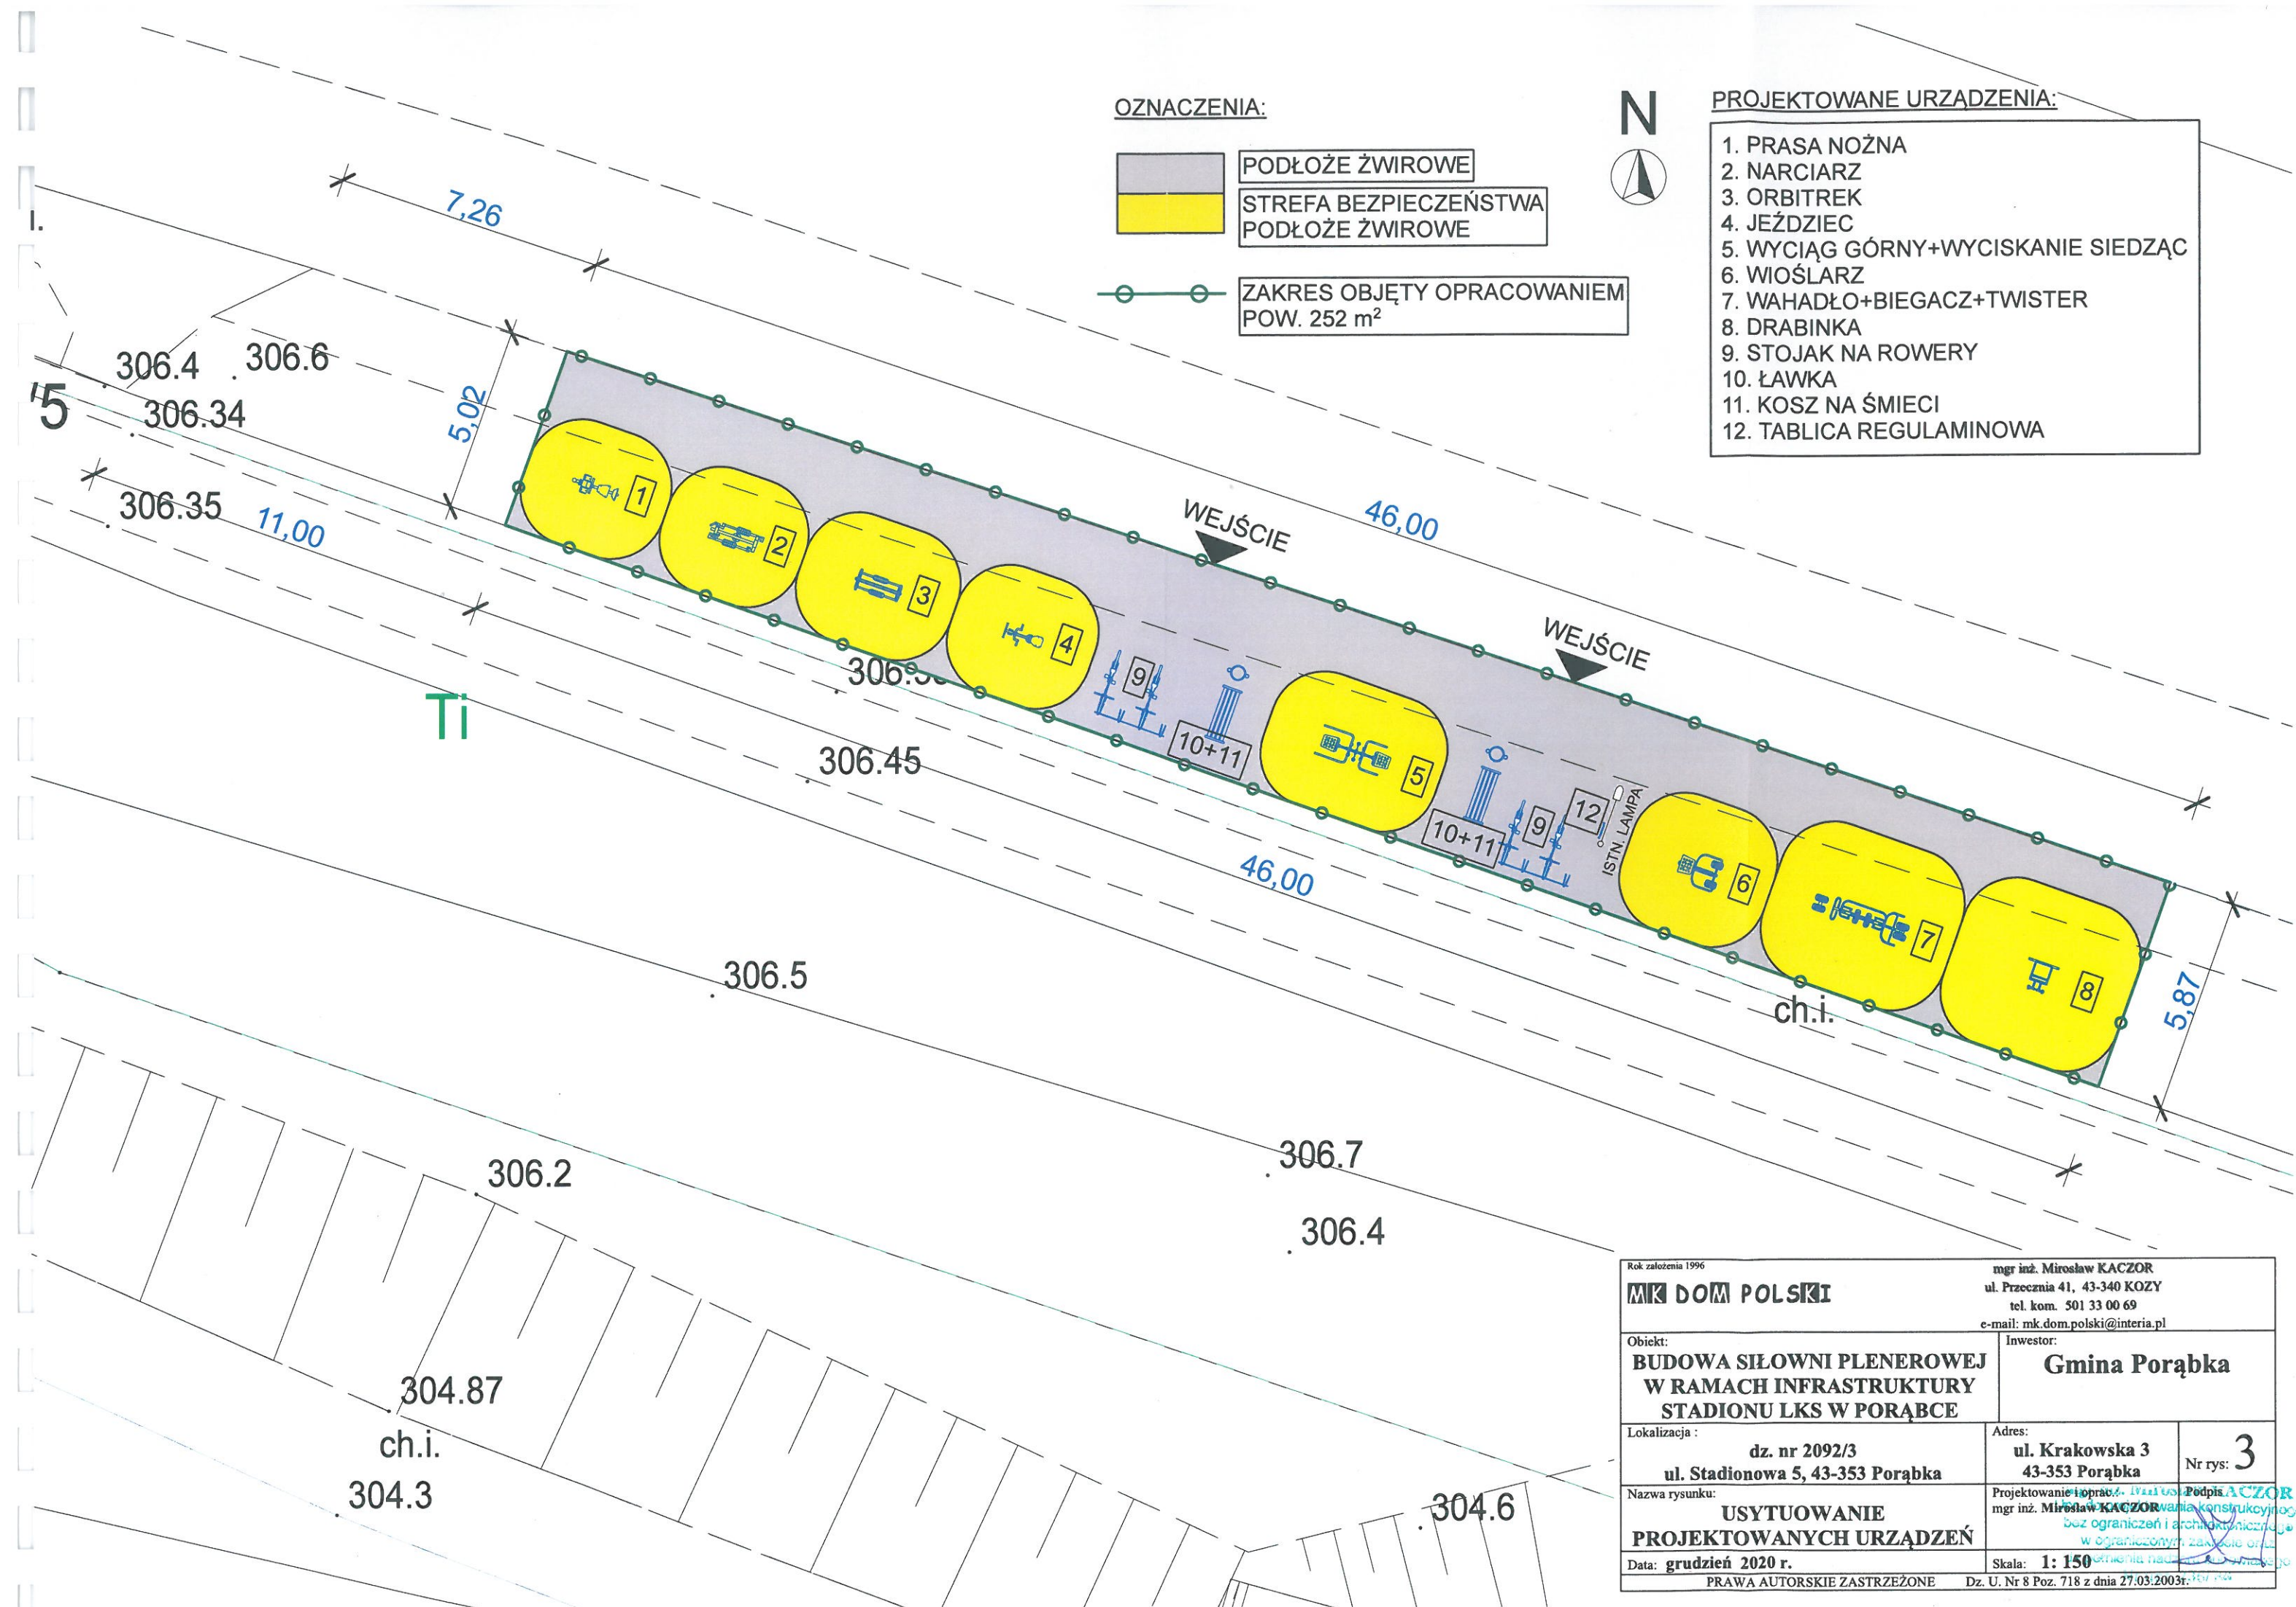 OZNACZENIA:
PODŁOŻE ŻWIROWE
STREFA BEZPIECZEŃSTWA
PODŁOŻE ŻWIROWE
ZAKRES OBJĘTY OPRACOWANIEM
POW. 252 m²
N
PROJEKTOWANE URZĄDZENIA:
1. PRASA NOŻNA
2. NARCIARZ
3. ORBITREK
4. JEŹDZIEC
5. WYCIĄG GÓRNY+WYCISKANIE SIEDZĄC
6. WIOŚLARZ
7. WAHADŁO+BIEGACZ+TWISTER
8. DRABINKA
9. STOJAK NA ROWERY
10. ŁAWKA
11. KOSZ NA ŚMIECI
12. TABLICA REGULAMINOWA
7,26
46,00
5,02
306.4
306.6
306.34
5
306.35
11,00
WEJŚCIE
WEJŚCIE
1
2
3
4
9
10+11
5
10+11
9
12
ISTN. LAMPA
6
7
8
5,87
Ti
306.45
46,00
ch.i.
306.5
306.7
306.2
306.4
304.87
ch.i.
304.3
304.6
Rok założenia 1996
MK DOM POLSKI
mgr inż. Mirosław KACZOR
ul. Przecznia 41, 43-340 KOZY
tel. kom. 501 33 00 69
e-mail: mk.dom.polski@interia.pl
Obiekt:
BUDOWA SIŁOWNI PLENEROWEJ
W RAMACH INFRASTRUKTURY
STADIONU LKS W PORĄBCE
Inwestor:
Gmina Porąbka
Lokalizacja :
dz. nr 2092/3
ul. Stadionowa 5, 43-353 Porąbka
Adres:
ul. Krakowska 3
43-353 Porąbka
Nr rys: 3
Nazwa rysunku:
USYTUOWANIE
PROJEKTOWANYCH URZĄDZEŃ
Projektowanie i oprac.:
mgr inż. Mirosław KACZOR
Podpis
KACZOR
bez ograniczeń i
w ograniczonym zakresie
Data: grudzień 2020 r.
Skala: 1: 150
PRAWA AUTORSKIE ZASTRZEŻONE Dz. U. Nr 8 Poz. 718 z dnia 27.03.2003r.